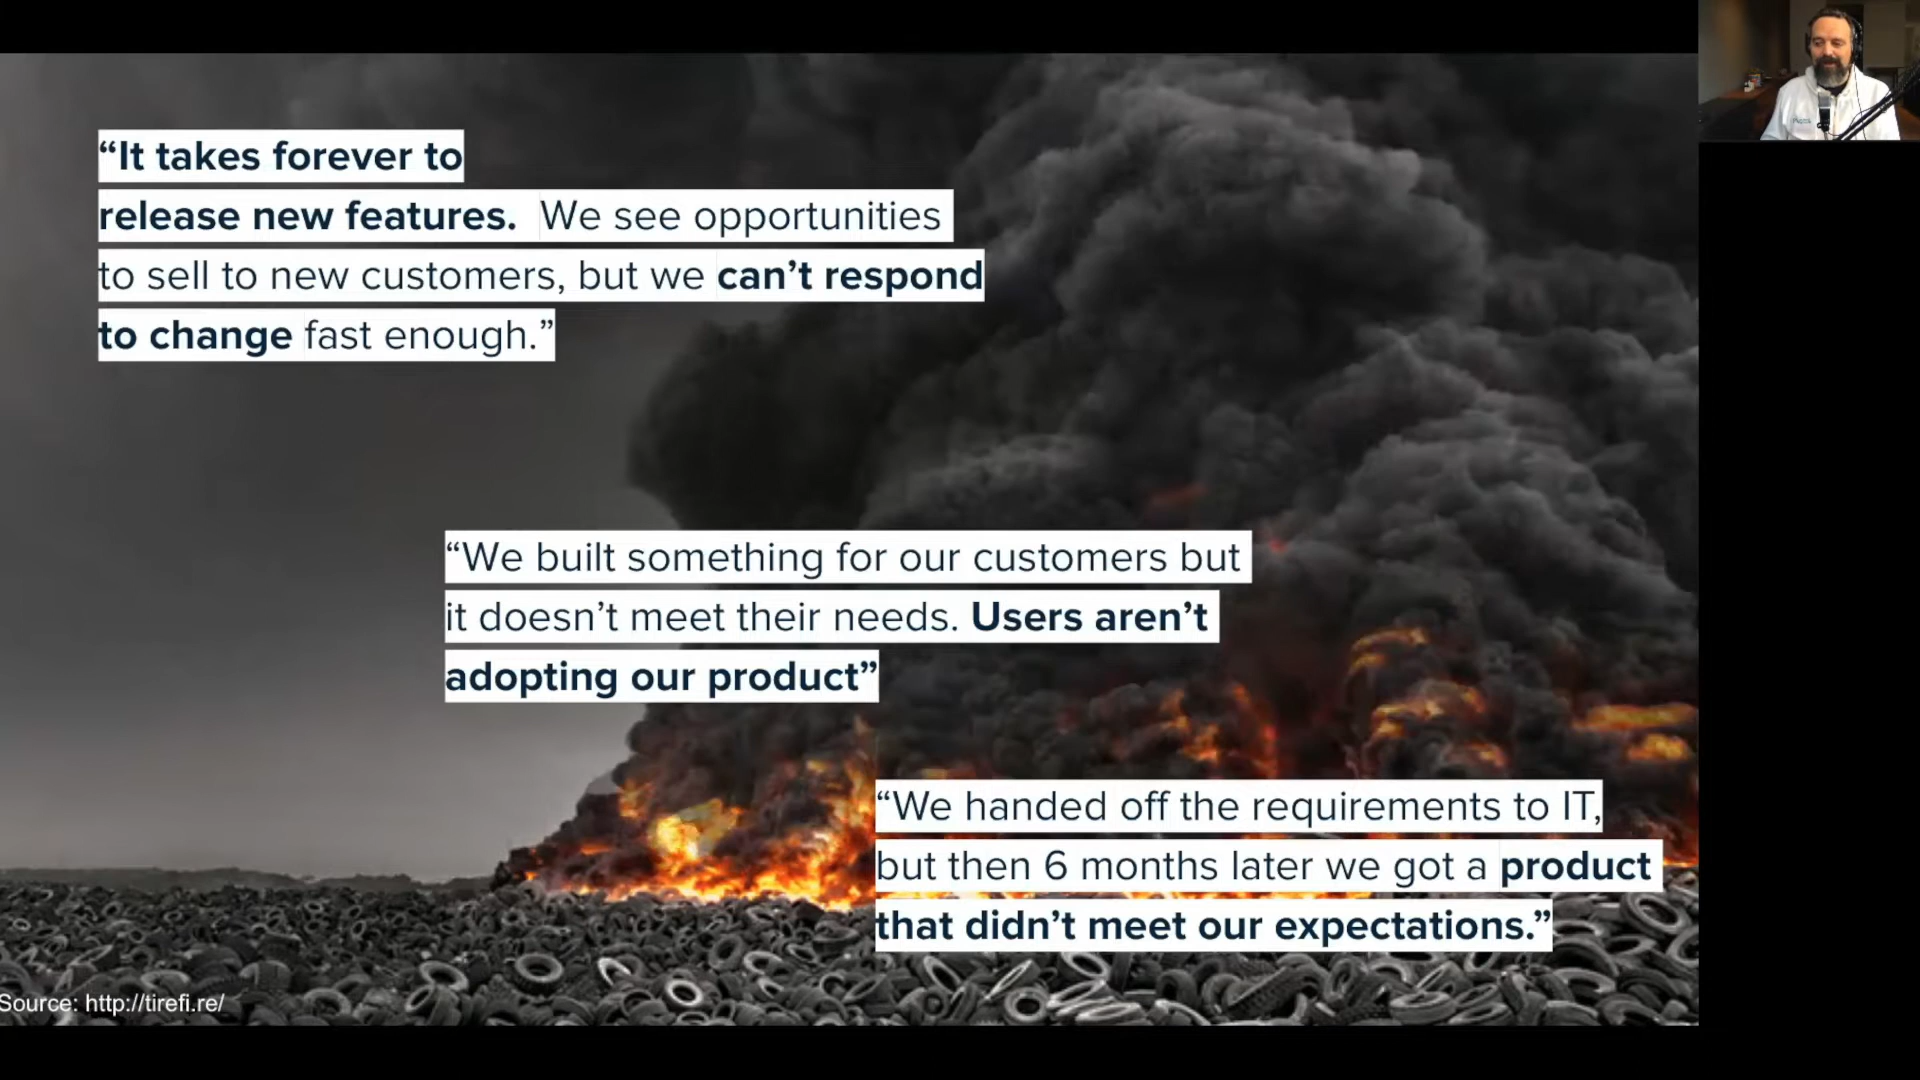 “It takes forever to
release new features. We see opportunities
to sell to new customers, but we can’t respond
to change fast enough.”
“We built something for our customers but
it doesn’t meet their needs. Users aren’t
adopting our product”
“We handed off the requirements to IT,
but then 6 months later we got a product
that didn’t meet our expectations.”
Source: http://tirefi.re/